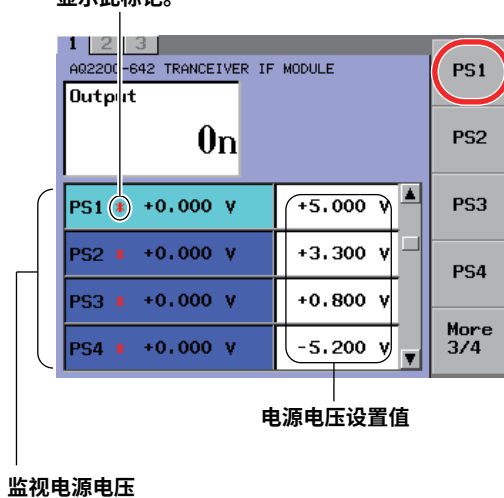 显示此标记。
1 2 3
AQ2200-642 TRANCEIVER IF MODULE
Output
On
PS1 * +0.000 V +5.000 V
PS2 * +0.000 V +3.300 V
PS3 * +0.000 V +0.800 V
PS4 * +0.000 V -5.200 V
PS1
PS2
PS3
PS4
More
3/4
电源电压设置值
监视电源电压